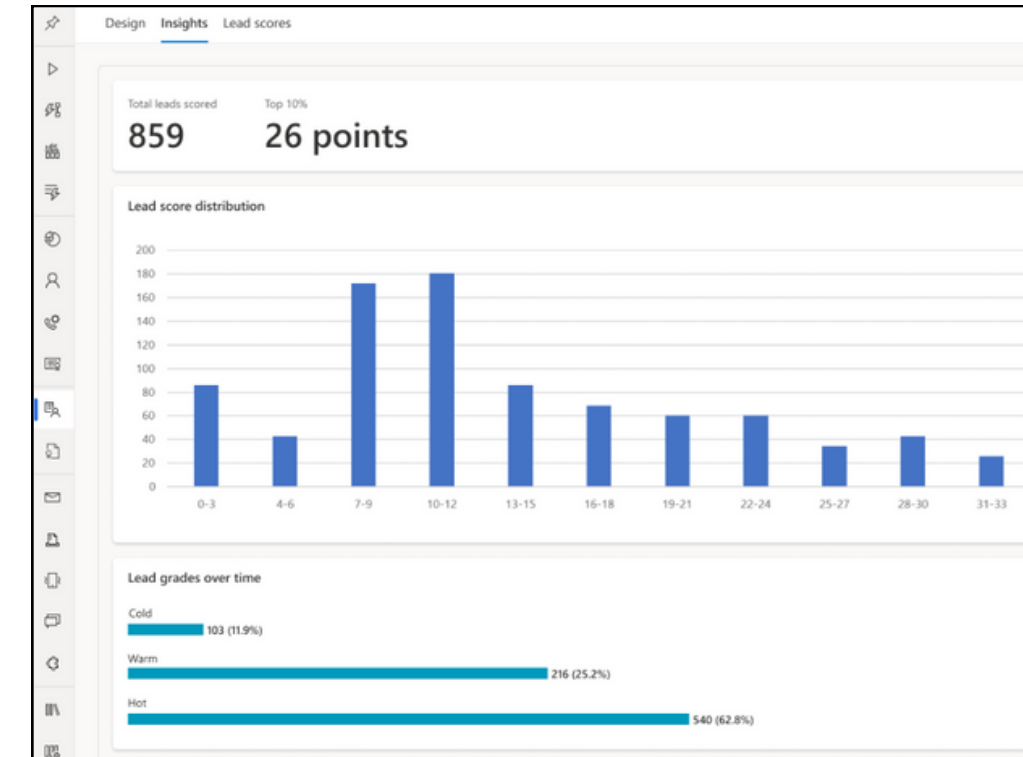 Design Insights Lead scores
Total leads scored Top 10%
859 26 points
Lead score distribution
200
180
160
140
120
100
80
60
40
20
0
0-3 4-6 7-9 10-12 13-15 16-18 19-21 22-24 25-27 28-30 31-33
Lead grades over time
Cold
103 (11.9%)
Warm
216 (25.2%)
Hot
540 (62.8%)